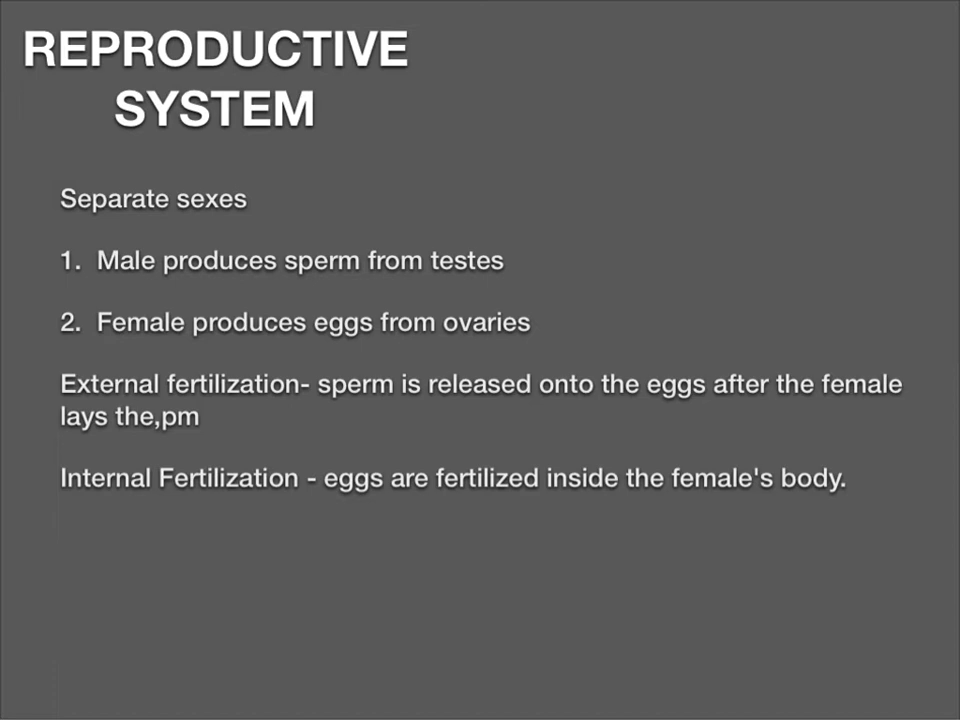 REPRODUCTIVE
SYSTEM
Separate sexes
1. Male produces sperm from testes
2. Female produces eggs from ovaries
External fertilization- sperm is released onto the eggs after the female
lays the,pm
Internal Fertilization - eggs are fertilized inside the female's body.